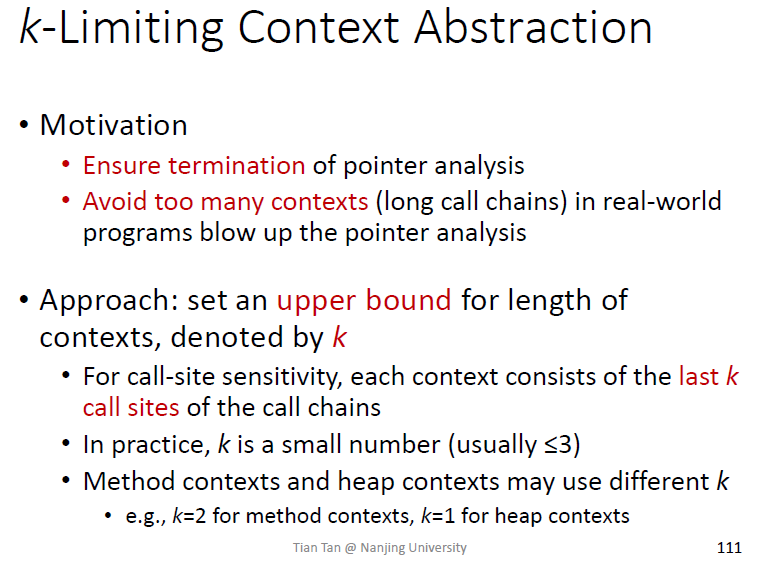 k-Limiting Context Abstraction
• Motivation
• Ensure termination of pointer analysis
• Avoid too many contexts (long call chains) in real-world
programs blow up the pointer analysis
• Approach: set an upper bound for length of
contexts, denoted by k
• For call-site sensitivity, each context consists of the last k
call sites of the call chains
• In practice, k is a small number (usually ≤3)
• Method contexts and heap contexts may use different k
• e.g., k=2 for method contexts, k=1 for heap contexts
Tian Tan @ Nanjing University
111